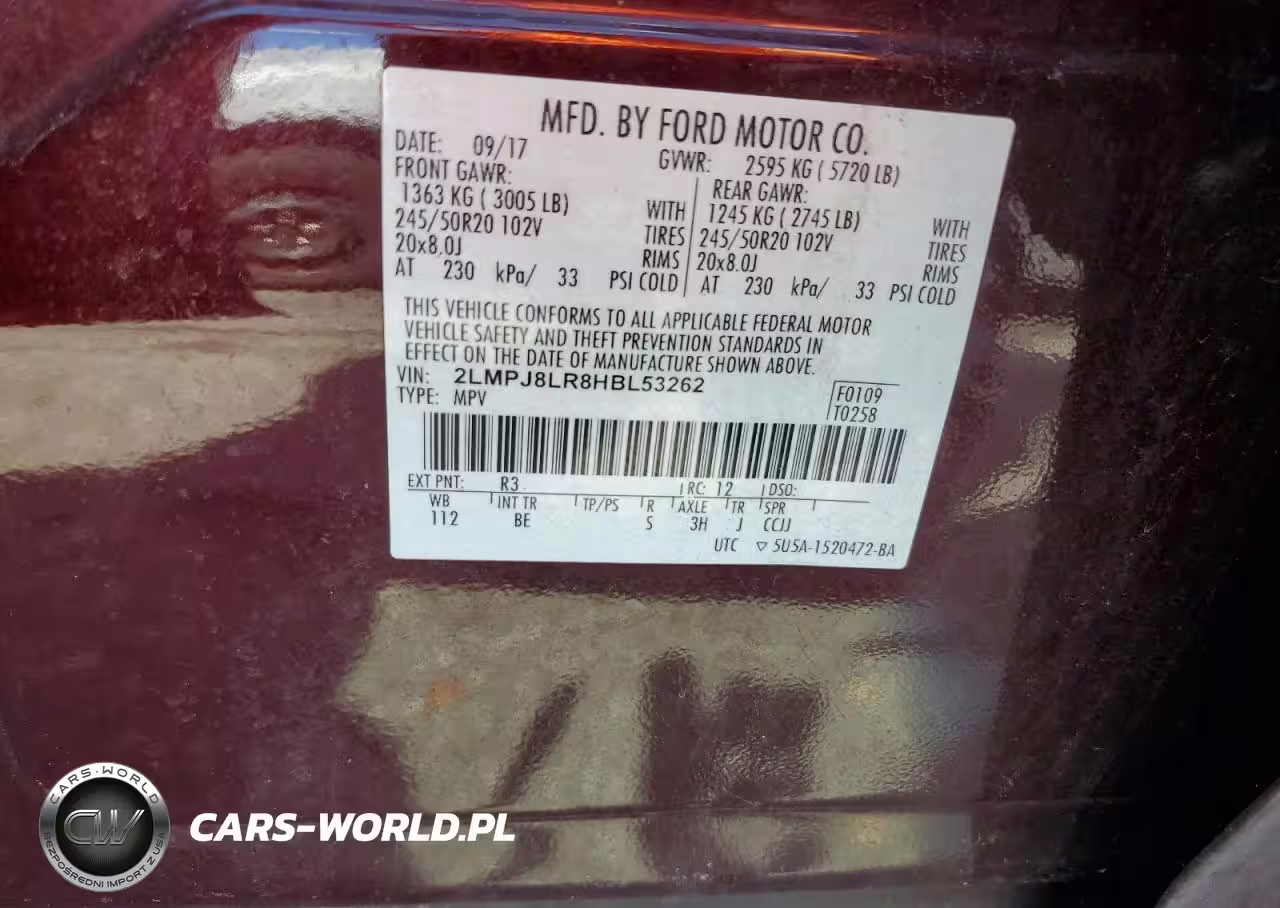 MFD. BY FORD MOTOR CO.
DATE: 09/17 GVWR: 2595 KG ( 5720 LB)
FRONT GAWR: REAR GAWR:
1363 KG ( 3005 LB) WITH 1245 KG ( 2745 LB) WITH
245/50R20 102V TIRES 245/50R20 102V TIRES
20x8.0J RIMS 20x8.0J RIMS
AT 230 kPa/ 33 PSI COLD AT 230 kPa/ 33 PSI COLD
THIS VEHICLE CONFORMS TO ALL APPLICABLE FEDERAL MOTOR
VEHICLE SAFETY AND THEFT PREVENTION STANDARDS IN
EFFECT ON THE DATE OF MANUFACTURE SHOWN ABOVE.
VIN: 2LMPJ8LR8HBL53262
TYPE: MPV
F0109
T0258
EXT PNT: R3 RC: 12 DSO:
WB INT TR TP/PS R AXLE TR SPR
112 BE S 3H J CCJJ
UTC ▽ 5U5A-1520472-BA
CARS-WORLD
CW
BEZPOŚREDNI IMPORT Z USA
CARS-WORLD.PL